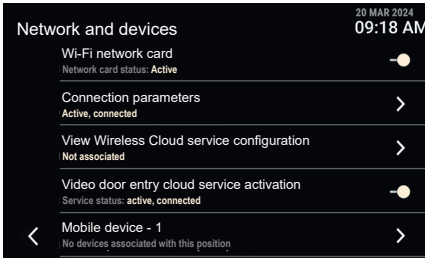 20 MAR 2024
Network and devices
09:18 AM
Wi-Fi network card
Network card status: Active
Connection parameters
Active, connected
View Wireless Cloud service configuration
Not associated
Video door entry cloud service activation
Service status: active, connected
Mobile device - 1
No devices associated with this position